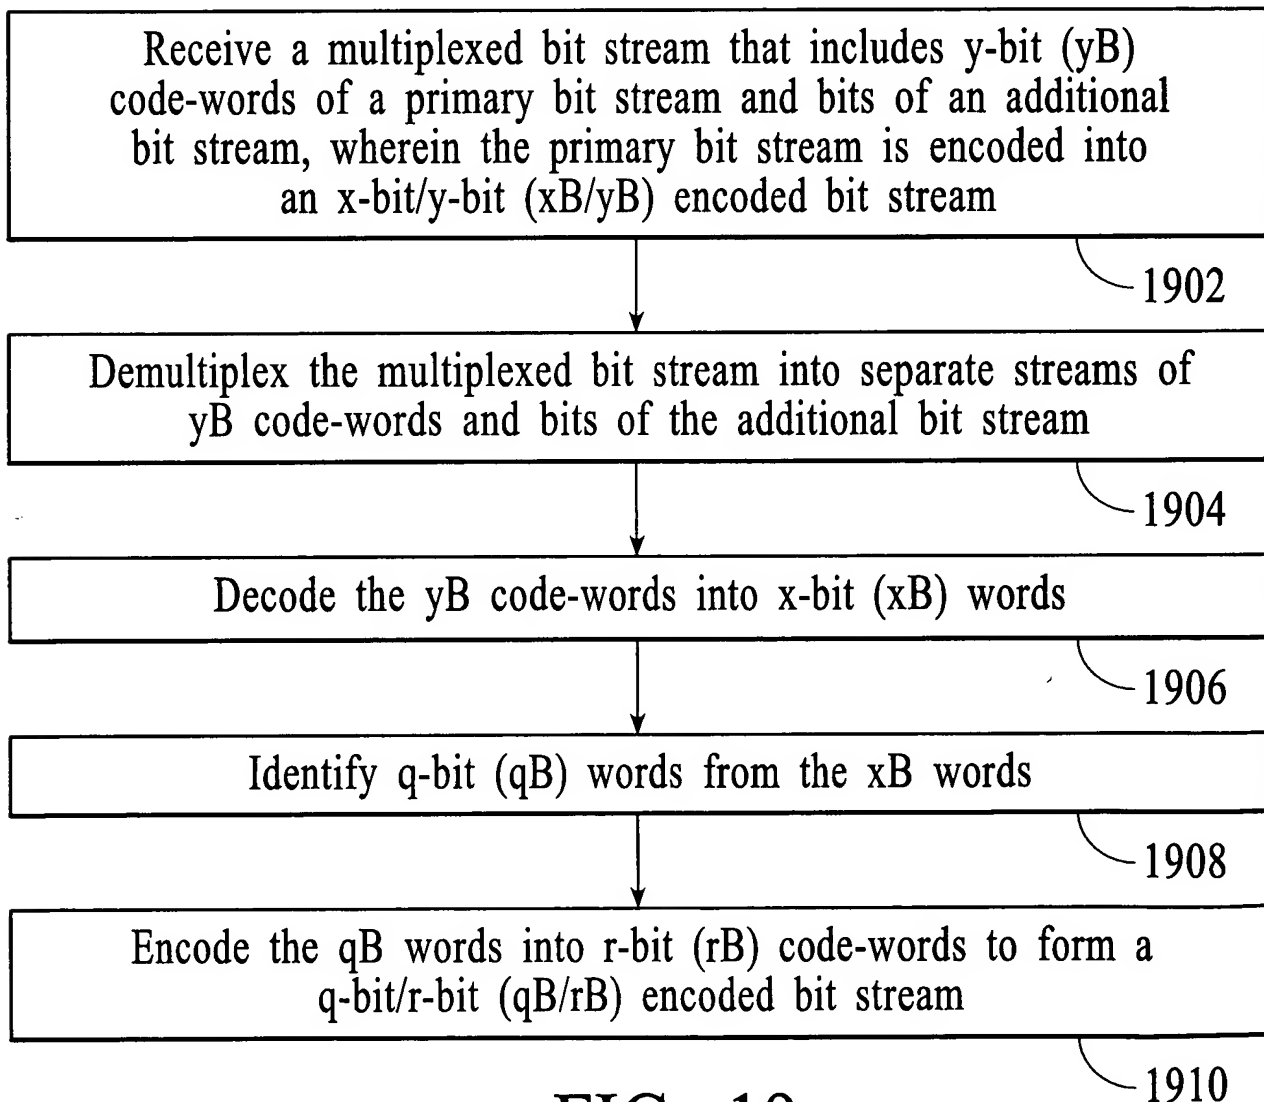 Receive a multiplexed bit stream that includes y-bit (yB)
code-words of a primary bit stream and bits of an additional
bit stream, wherein the primary bit stream is encoded into
an x-bit/y-bit (xB/yB) encoded bit stream
1902
Demultiplex the multiplexed bit stream into separate streams of
yB code-words and bits of the additional bit stream
1904
Decode the yB code-words into x-bit (xB) words
1906
Identify q-bit (qB) words from the xB words
1908
Encode the qB words into r-bit (rB) code-words to form a
q-bit/r-bit (qB/rB) encoded bit stream
1910